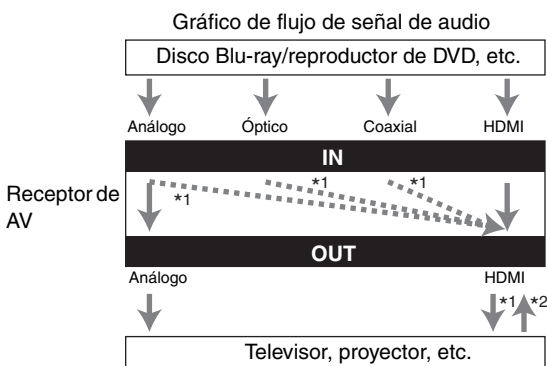 Gráfico de flujo de señal de audio
Disco Blu-ray/reproductor de DVD, etc.
Análogo Óptico Coaxial HDMI
IN
*1 *1 *1
Receptor de
AV
OUT
Análogo HDMI
*1 *2
Televisor, proyector, etc.